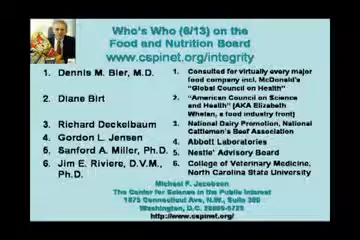 Who's Who (6/13) on the
Food and Nutrition Board
www.cspinet.org/integrity
1. Dennis M. Bier, M.D.
2. Diane Birt
3. Richard Deckelbaum
4. Gordon L. Jensen
5. Sanford A. Miller, Ph.D.
6. Jim E. Riviere, D.V.M.,
Ph.D.
1. Consulted for virtually every major
food company incl. McDonald's
"Global Council on Health"
2. "American Council on Science
and Health" (AKA Elizabeth
Whelan, a food industry front)
3. National Dairy Promotion, National
Cattlemen's Beef Association
4. Abbott Laboratories
5. Nestle' Advisory Board
6. College of Veterinary Medicine,
North Carolina State University
Michael F. Jacobson
The Center for Science in the Public Interest
1875 Connecticut Ave, N.W., Suite 300
Washington, D.C. 20009-5728
http://www.cspinet.org/